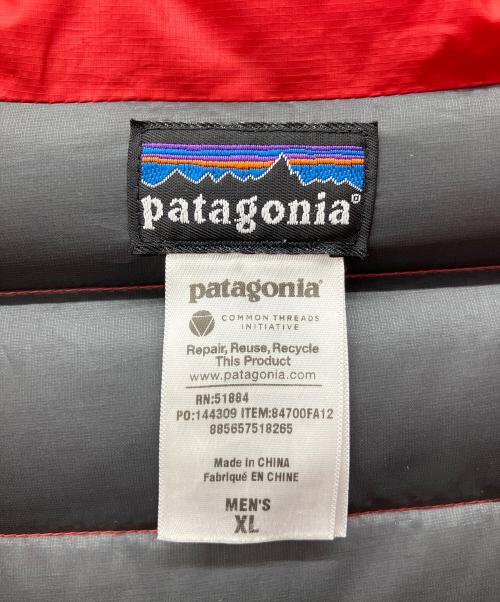 patagonia®
patagonia®
COMMON THREADS
INITIATIVE
Repair, Reuse, Recycle
This Product
www.patagonia.com
RN:51884
PO:144309 ITEM:84700FA12
885657518265
Made in CHINA
Fabriqué EN CHINE
MEN'S
XL